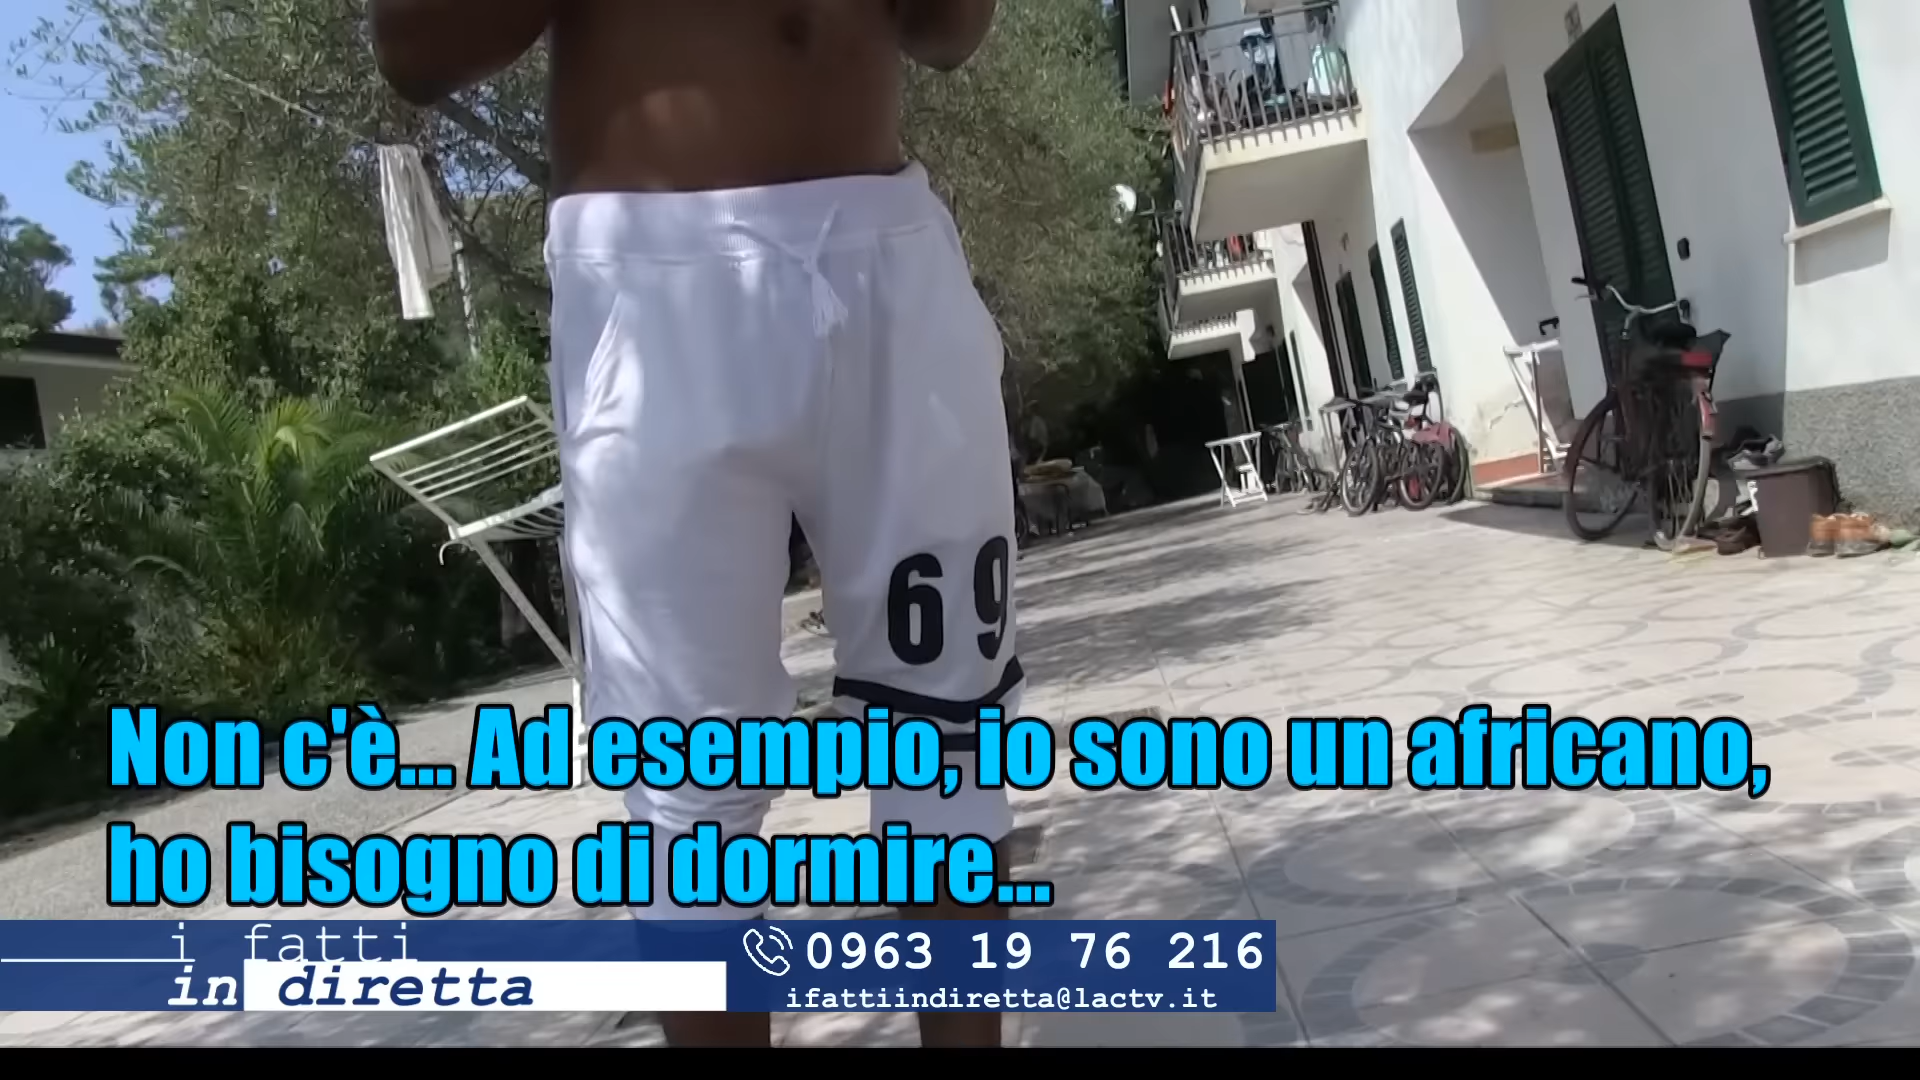 69
Non c'è... Ad esempio, io sono un africano,
ho bisogno di dormire...
i fatti
in diretta
0963 19 76 216
ifattiindiretta@lactv.it